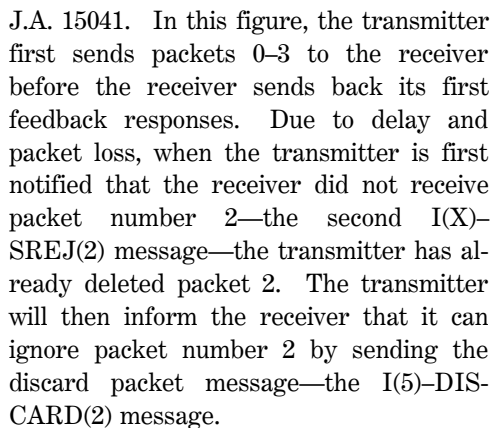 J.A. 15041. In this figure, the transmitter
first sends packets 0–3 to the receiver
before the receiver sends back its first
feedback responses. Due to delay and
packet loss, when the transmitter is first
notified that the receiver did not receive
packet number 2—the second I(X)–
SREJ(2) message—the transmitter has al-
ready deleted packet 2. The transmitter
will then inform the receiver that it can
ignore packet number 2 by sending the
discard packet message—the I(5)–DIS-
CARD(2) message.